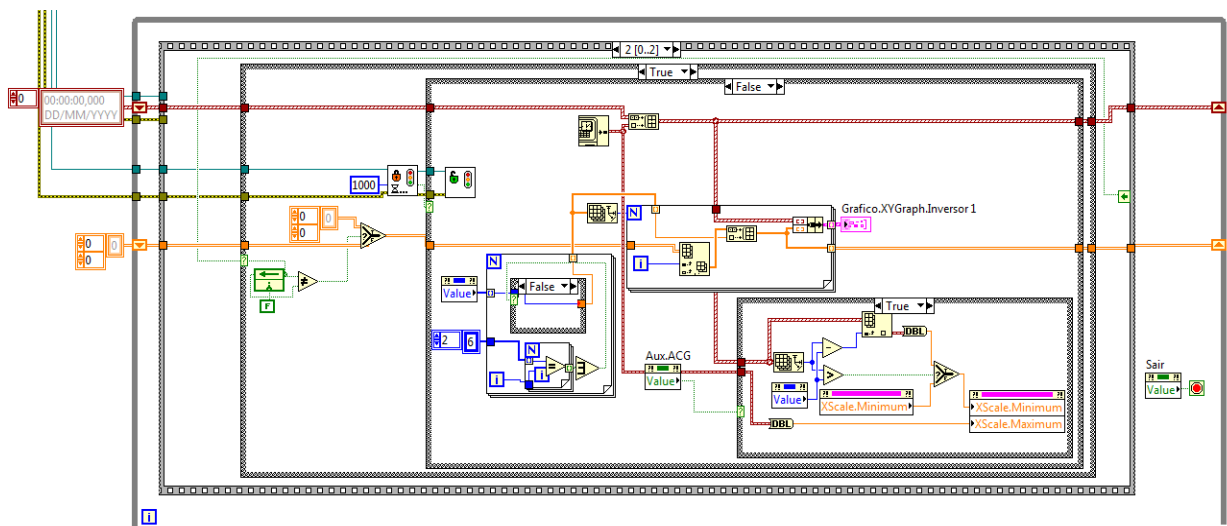 2 [0..2]
True
False
0
00:00:00,000
DD/MM/YYYY
1000
0
0
0
Grafico.XYGraph.Inversor 1
N
F
0
0
0
i
N
Value
False
True
DBL
2
6
N
i
i
Aux.ACG
Value
Value
XScale.Minimum
XScale.Minimum
DBL
XScale.Maximum
Sair
Value
F
i